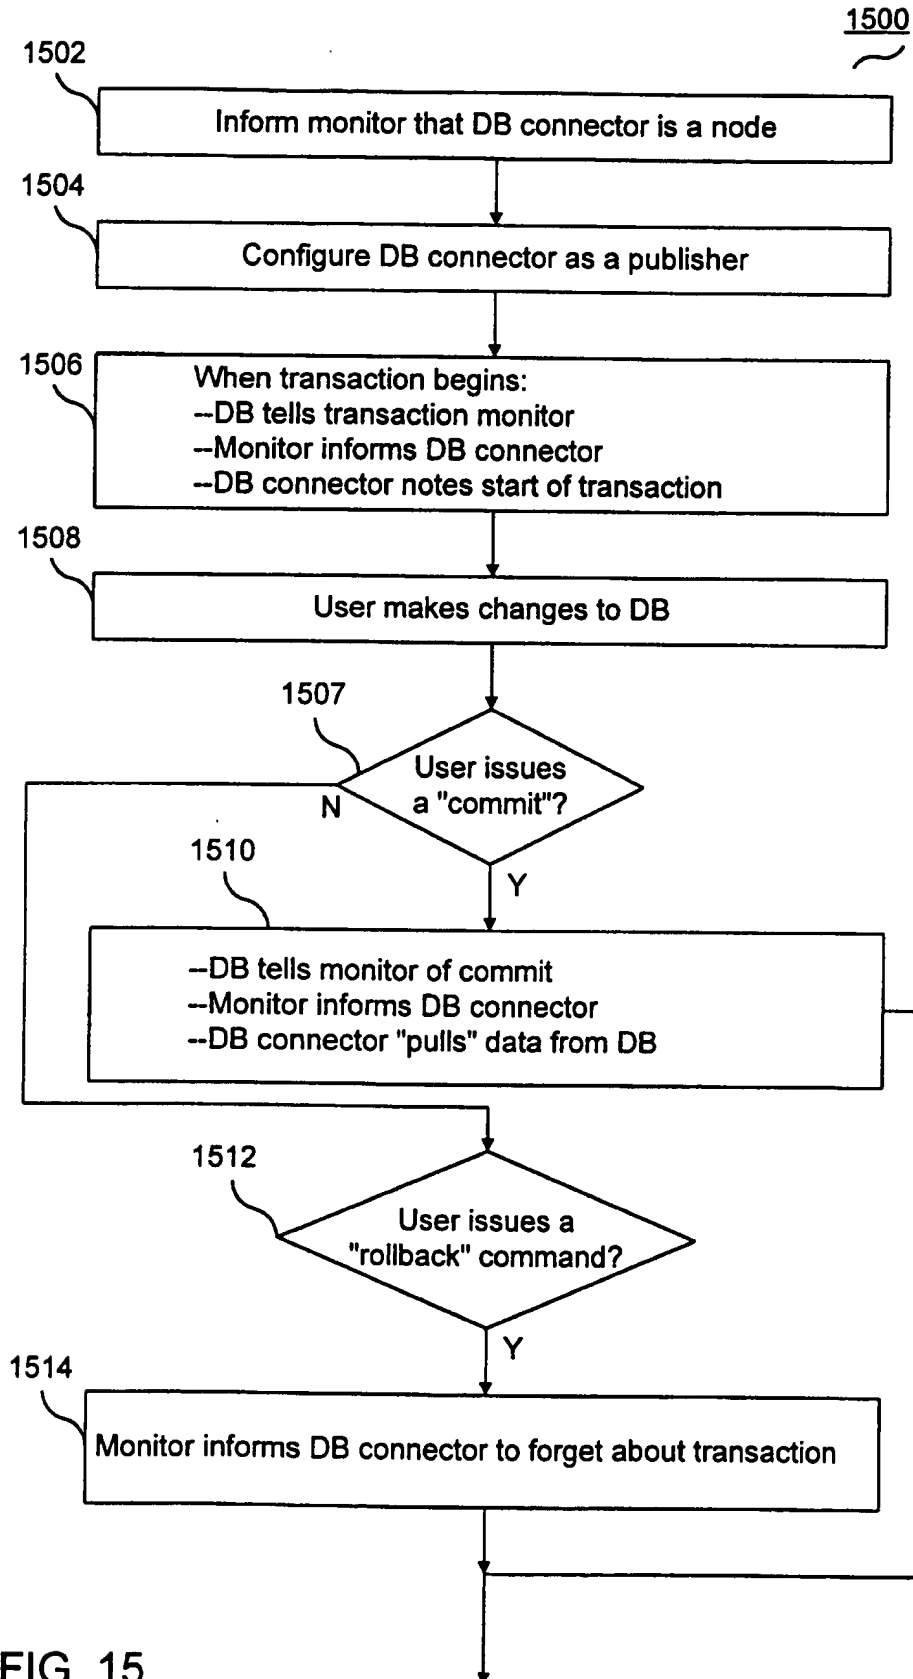 1500
1502
Inform monitor that DB connector is a node
1504
Configure DB connector as a publisher
1506
When transaction begins:
--DB tells transaction monitor
--Monitor informs DB connector
--DB connector notes start of transaction
1508
User makes changes to DB
1507
User issues
a "commit"?
N
Y
1510
--DB tells monitor of commit
--Monitor informs DB connector
--DB connector "pulls" data from DB
1512
User issues a
"rollback" command?
Y
1514
Monitor informs DB connector to forget about transaction
FIG. 15